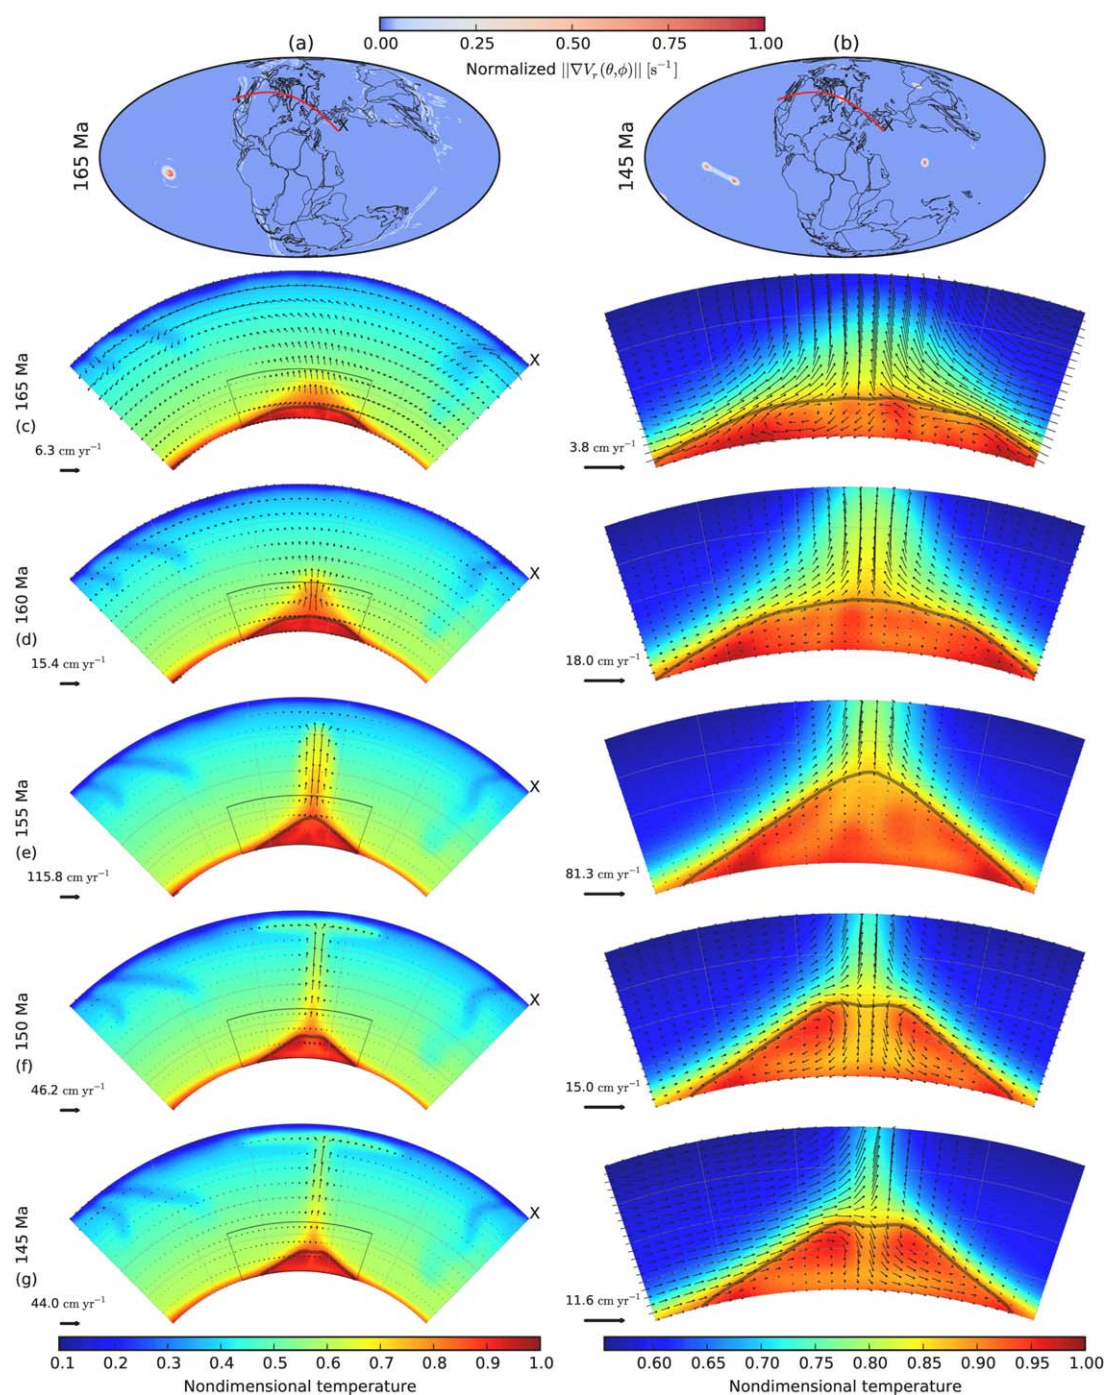 (a)
(b)
0.00 0.25 0.50 0.75 1.00
Normalized ||∇V_r(θ,ϕ)|| [s⁻¹]
165 Ma
145 Ma
165 Ma
(c)
X
6.3 cm yr⁻¹
3.8 cm yr⁻¹
160 Ma
(d)
X
15.4 cm yr⁻¹
18.0 cm yr⁻¹
155 Ma
(e)
X
115.8 cm yr⁻¹
81.3 cm yr⁻¹
150 Ma
(f)
X
46.2 cm yr⁻¹
15.0 cm yr⁻¹
145 Ma
(g)
X
44.0 cm yr⁻¹
11.6 cm yr⁻¹
0.1 0.2 0.3 0.4 0.5 0.6 0.7 0.8 0.9 1.0
Nondimensional temperature
0.60 0.65 0.70 0.75 0.80 0.85 0.90 0.95 1.00
Nondimensional temperature